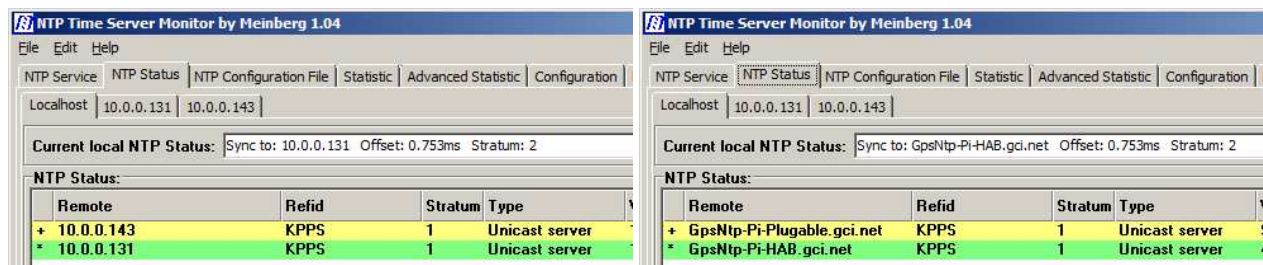 NTP Time Server Monitor by Meinberg 1.04
File Edit Help
NTP Service NTP Status NTP Configuration File Statistic Advanced Statistic Configuration
Localhost 10.0.0.131 10.0.0.143
Current local NTP Status: Sync to: 10.0.0.131 Offset: 0.753ms Stratum: 2
NTP Status:
Remote Refid Stratum Type
+ 10.0.0.143 KPPS 1 Unicast server
* 10.0.0.131 KPPS 1 Unicast server
NTP Time Server Monitor by Meinberg 1.04
File Edit Help
NTP Service NTP Status NTP Configuration File Statistic Advanced Statistic Configuration
Localhost 10.0.0.131 10.0.0.143
Current local NTP Status: Sync to: GpsNtp-Pi-HAB.gci.net Offset: 0.753ms Stratum: 2
NTP Status:
Remote Refid Stratum Type
+ GpsNtp-Pi-Plugable.gci.net KPPS 1 Unicast server
* GpsNtp-Pi-HAB.gci.net KPPS 1 Unicast server